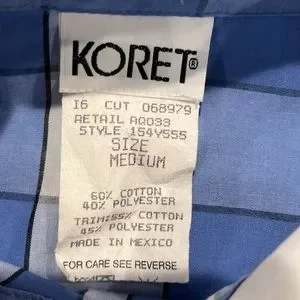 KORET®
I6 CUT 068979
RETAIL AQ033
STYLE 154Y555
SIZE
MEDIUM
60% COTTON
40% POLYESTER
TRIM:55% COTTON
45% POLYESTER
MADE IN MEXICO
FOR CARE SEE REVERSE